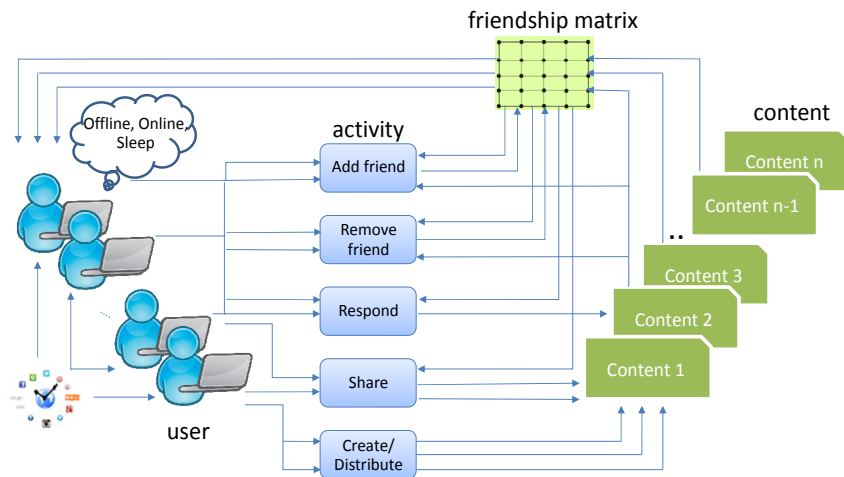 friendship matrix
Offline, Online,
Sleep
activity
content
Add friend
Content n
Content n-1
Remove
friend
..
Content 3
Respond
Content 2
Content 1
Share
user
Create/
Distribute